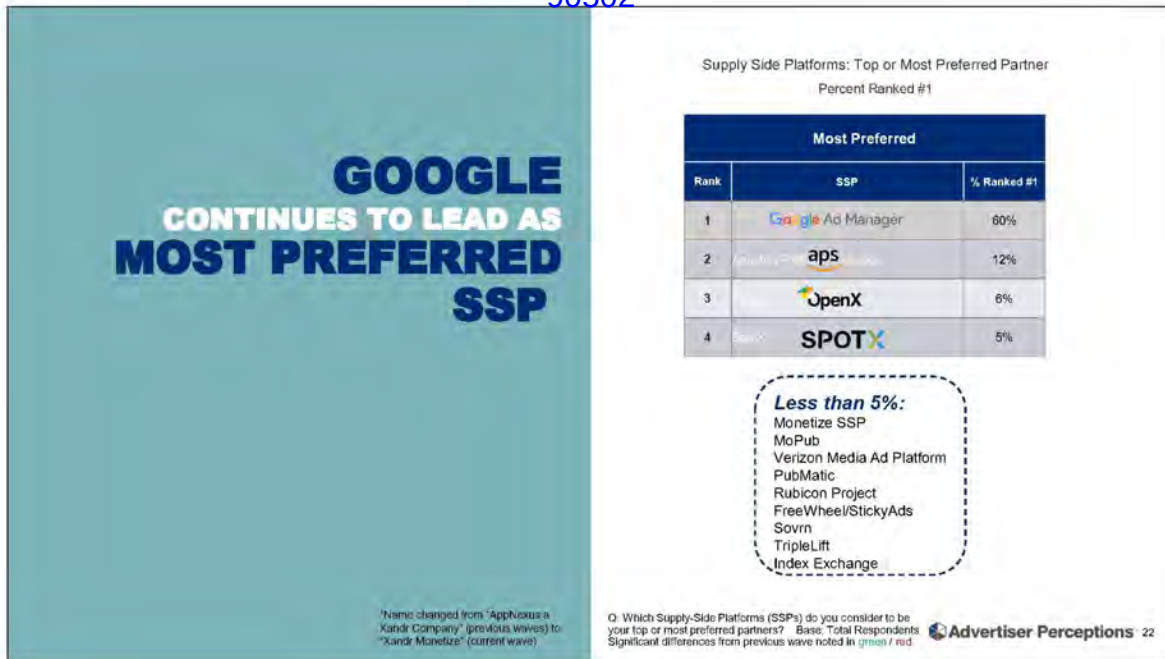 GOOGLE
CONTINUES TO LEAD AS
MOST PREFERRED
SSP
*Name changed from "AppNexus a
Xandr Company" (previous waves) to
"Xandr Monetize" (current wave)
Supply Side Platforms: Top or Most Preferred Partner
Percent Ranked #1
Most Preferred
Rank SSP % Ranked #1
1 Google Ad Manager 60%
2 aps 12%
3 OpenX 6%
4 SPOTX 5%
Less than 5%:
Monetize SSP
MoPub
Verizon Media Ad Platform
PubMatic
Rubicon Project
FreeWheel/StickyAds
Sovrn
TripleLift
Index Exchange
Q: Which Supply-Side Platforms (SSPs) do you consider to be
your top or most preferred partners? Base: Total Respondents
Significant differences from previous wave noted in green / red
Advertiser Perceptions 22